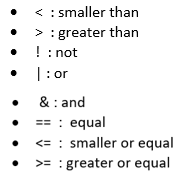 • < : smaller than
• > : greater than
• ! : not
• | : or
• & : and
• == : equal
• <= : smaller or equal
• >= : greater or equal